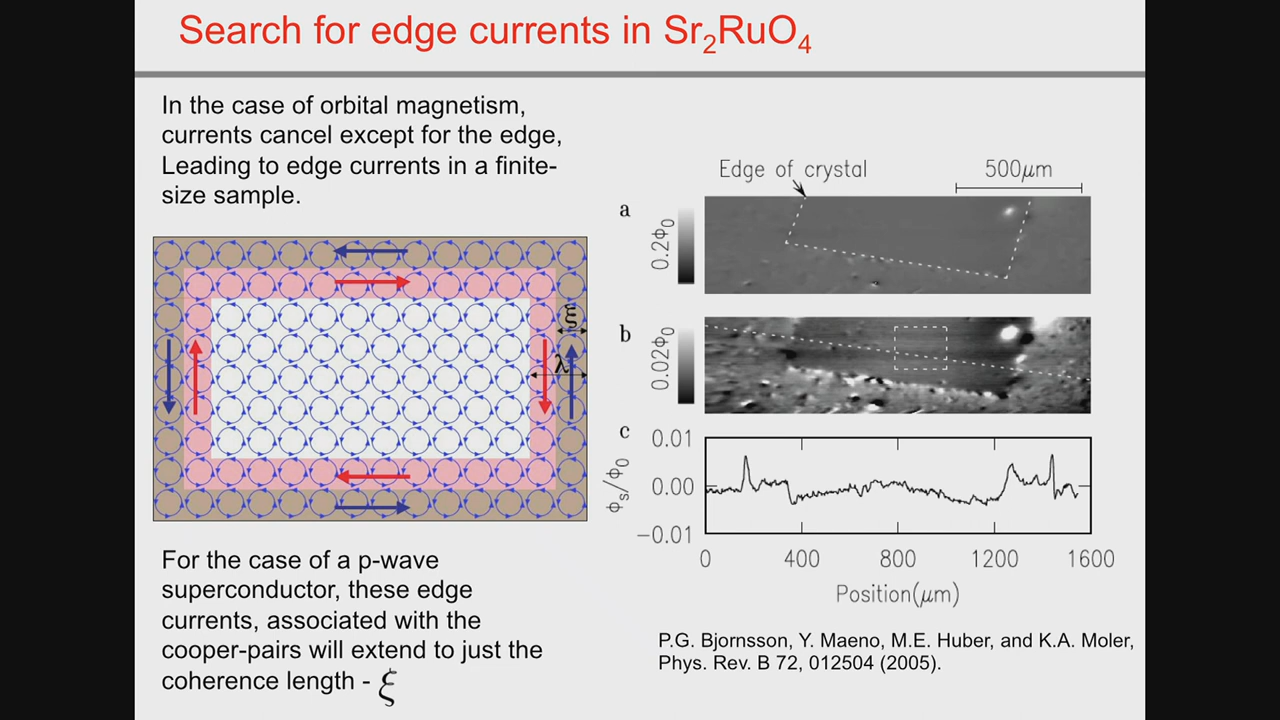 Search for edge currents in Sr₂RuO₄
In the case of orbital magnetism,
currents cancel except for the edge,
Leading to edge currents in a finite-
size sample.
ξ
λ
For the case of a p-wave
superconductor, these edge
currents, associated with the
cooper-pairs will extend to just the
coherence length - ξ
Edge of crystal
500μm
a
0.2Φ₀
b
0.02Φ₀
c
0.01
0.00
−0.01
Φₛ/Φ₀
0 400 800 1200 1600
Position(μm)
P.G. Bjornsson, Y. Maeno, M.E. Huber, and K.A. Moler,
Phys. Rev. B 72, 012504 (2005).